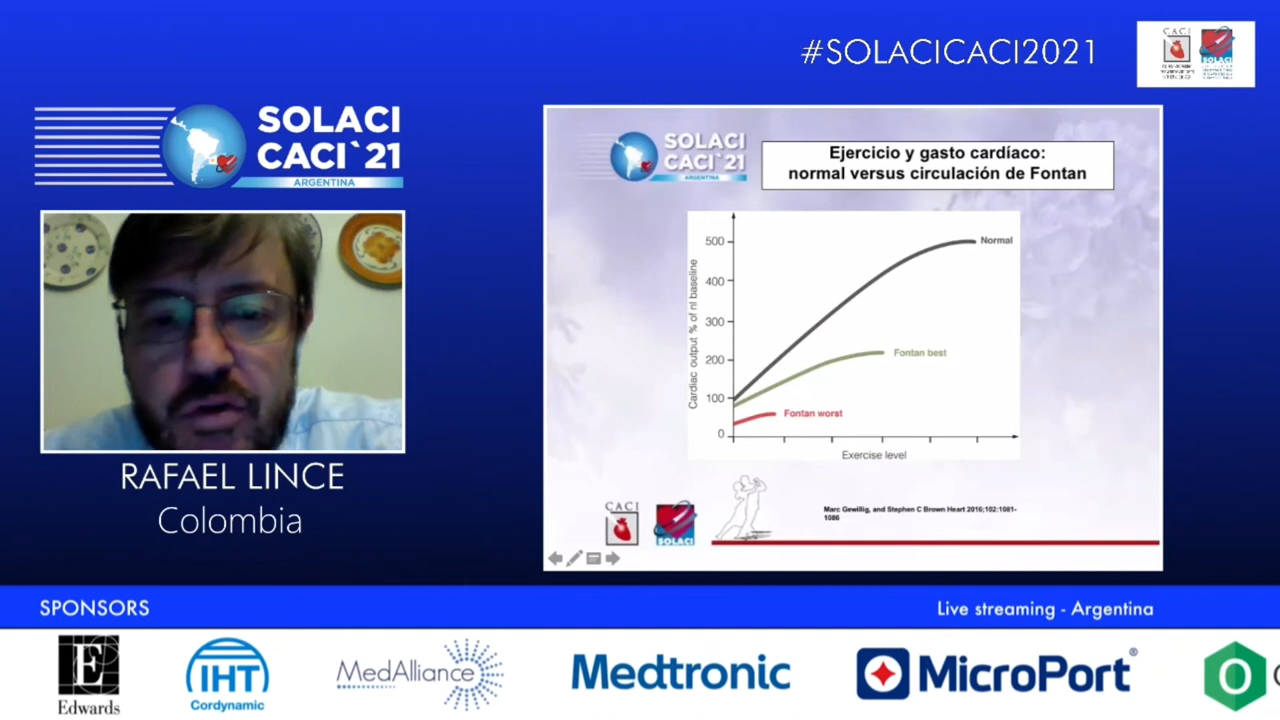 #SOLACICACI2021
CACI
SOLACI
SOLACI
CACI`21
ARGENTINA
RAFAEL LINCE
Colombia
SOLACI
CACI`21
ARGENTINA
Ejercicio y gasto cardíaco:
normal versus circulación de Fontan
Cardiac output % of nl baseline
500
400
300
200
100
0
Normal
Fontan best
Fontan worst
Exercise level
CACI
SOLACI
Marc Gewillig, and Stephen C Brown Heart 2016;102:1081-
1086
SPONSORS
Live streaming - Argentina
Edwards
IHT
Cordynamic
MedAlliance
Medtronic
MicroPort®